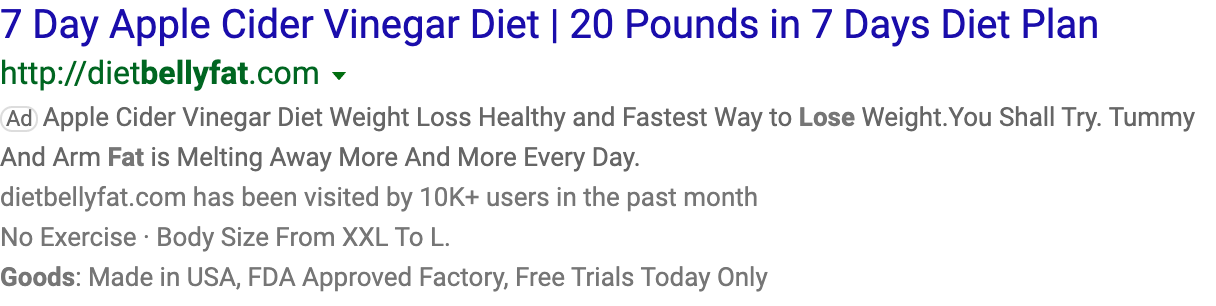 7 Day Apple Cider Vinegar Diet | 20 Pounds in 7 Days Diet Plan
http://dietbellyfat.com
Ad Apple Cider Vinegar Diet Weight Loss Healthy and Fastest Way to Lose Weight.You Shall Try. Tummy
And Arm Fat is Melting Away More And More Every Day.
dietbellyfat.com has been visited by 10K+ users in the past month
No Exercise · Body Size From XXL To L.
Goods: Made in USA, FDA Approved Factory, Free Trials Today Only